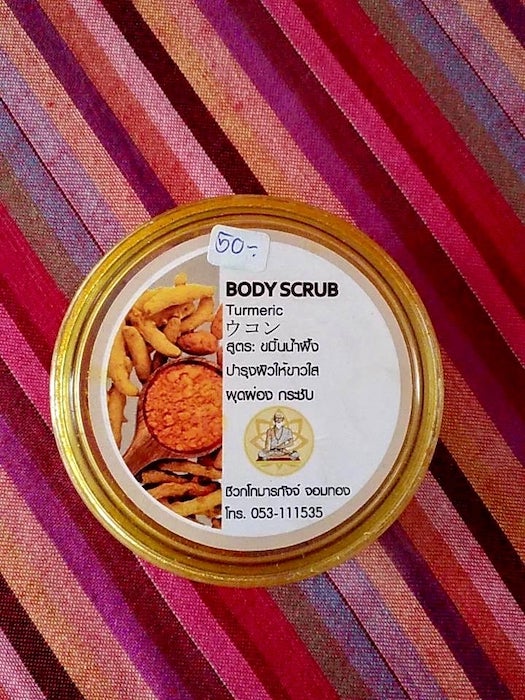 50.-
BODY SCRUB
Turmeric
ウコン
สูตร: ขมิ้นน้ำผึ้ง
บำรุงผิวให้ขาวใส
ผุดผ่อง กระชับ
ชีวกโกมารภัจจ์ จอมทอง
โทร. 053-111535